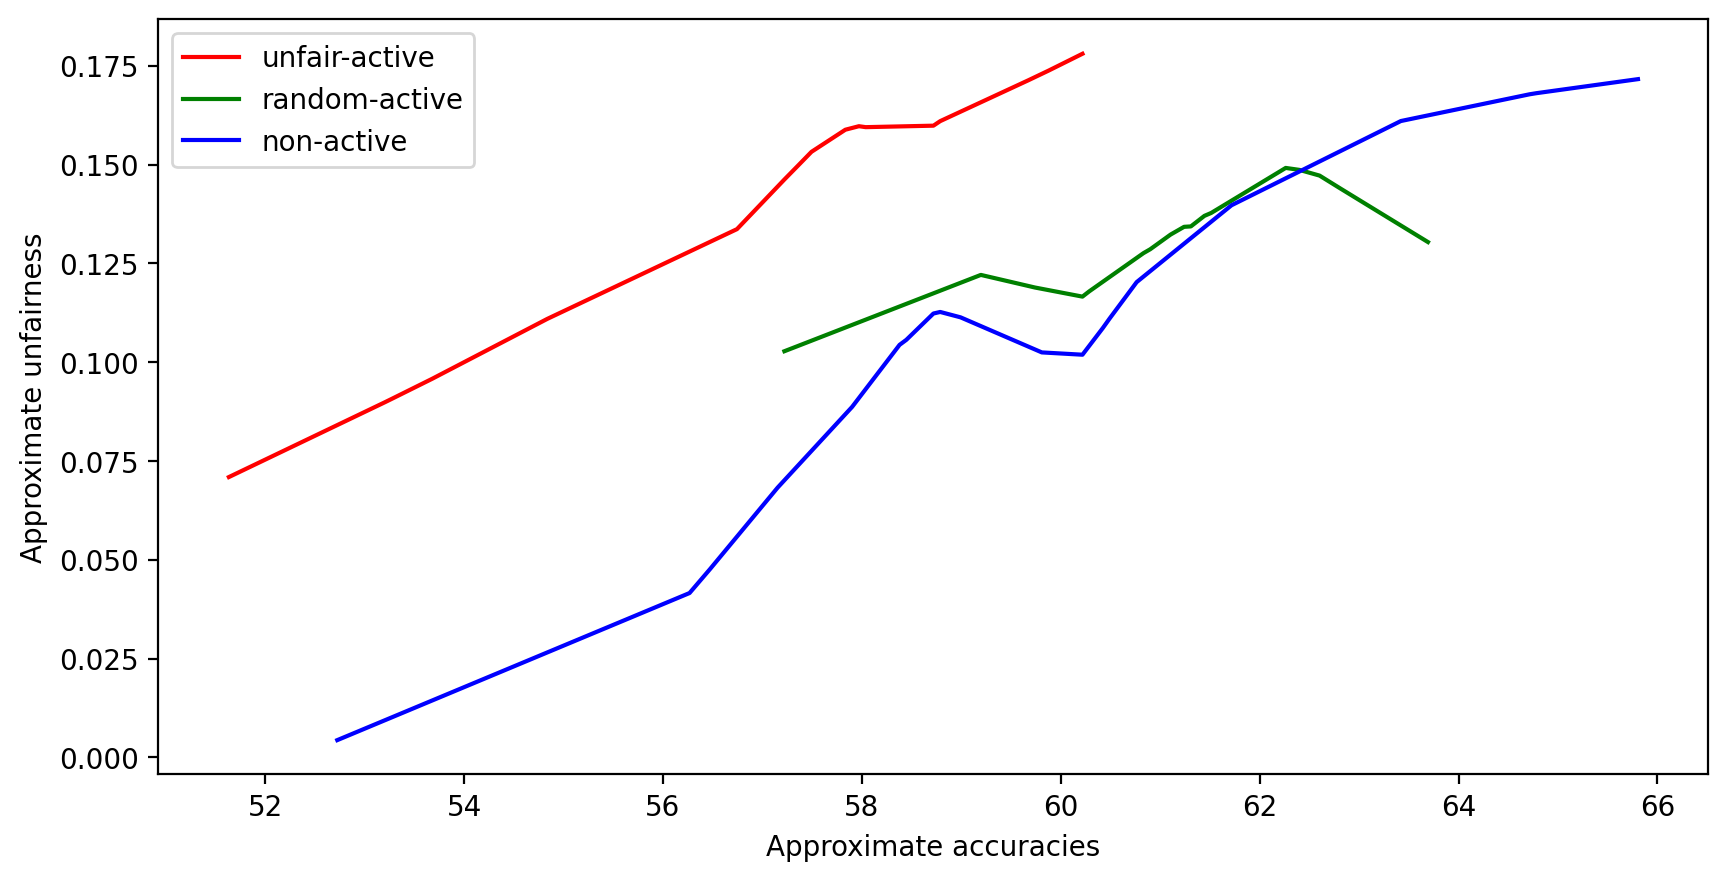 unfair-active
random-active
non-active
0.175
0.150
0.125
0.100
0.075
0.050
0.025
0.000
Approximate unfairness
52 54 56 58 60 62 64 66
Approximate accuracies